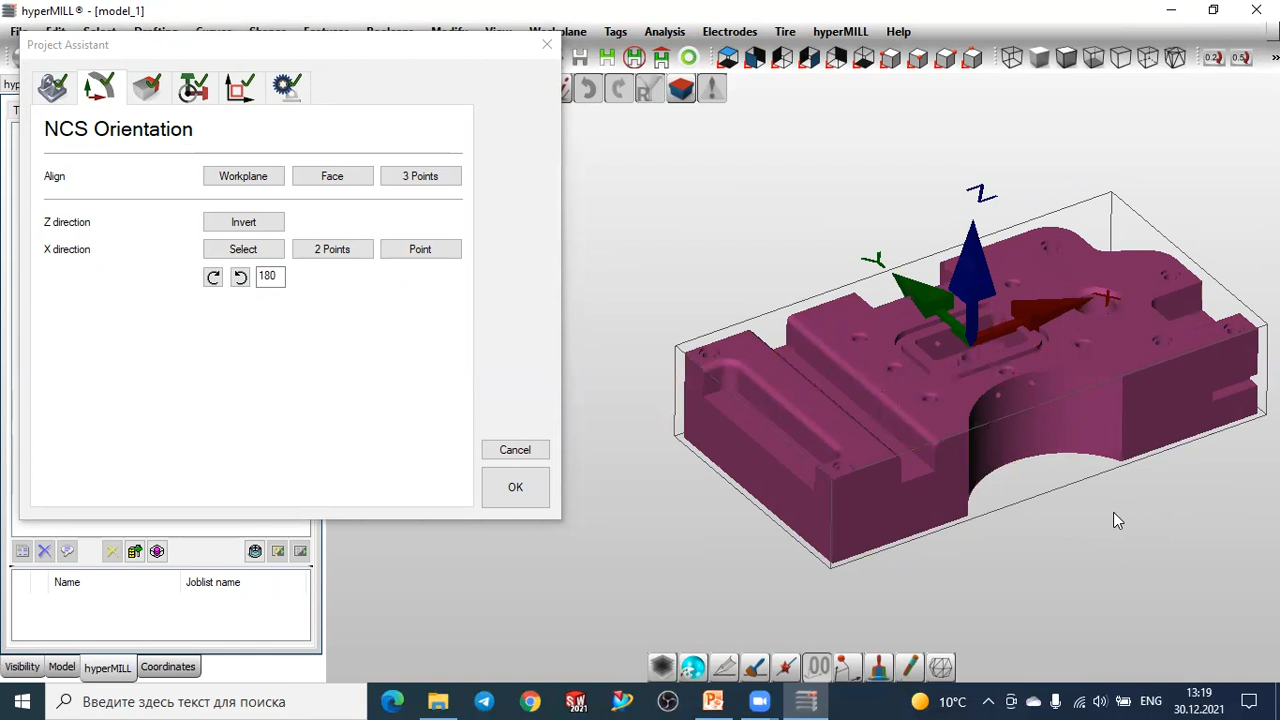 hyperMILL® - [model_1]
Tags Analysis Electrodes Tire hyperMILL Help
Project Assistant
NCS Orientation
Align Workplane Face 3 Points
Z direction Invert
X direction Select 2 Points Point
180
Z
Y
X
Cancel
OK
Name Joblist name
Visibility Model hyperMILL Coordinates
Введите здесь текст для поиска
10°C
ENG
13:19
30.12.2021